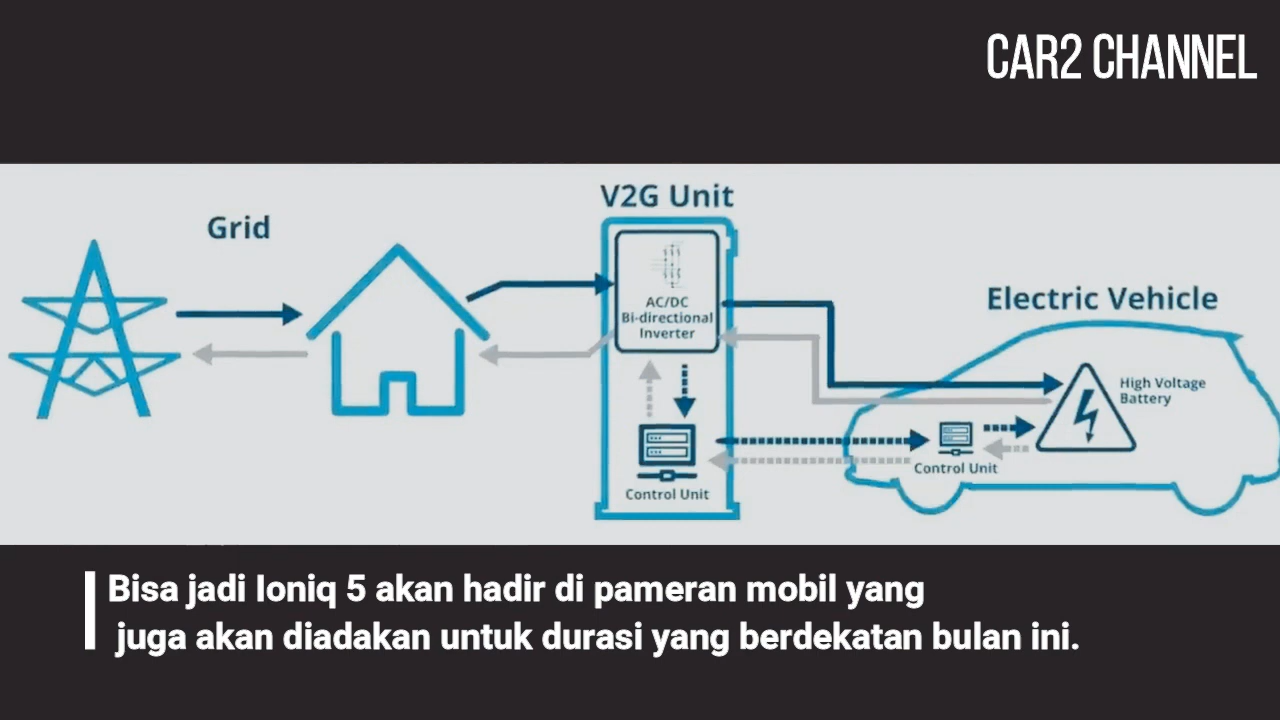 CAR2 CHANNEL
V2G Unit
Grid
AC/DC
Bi-directional
Inverter
Electric Vehicle
High Voltage
Battery
Control Unit
Control Unit
Bisa jadi Ioniq 5 akan hadir di pameran mobil yang
juga akan diadakan untuk durasi yang berdekatan bulan ini.